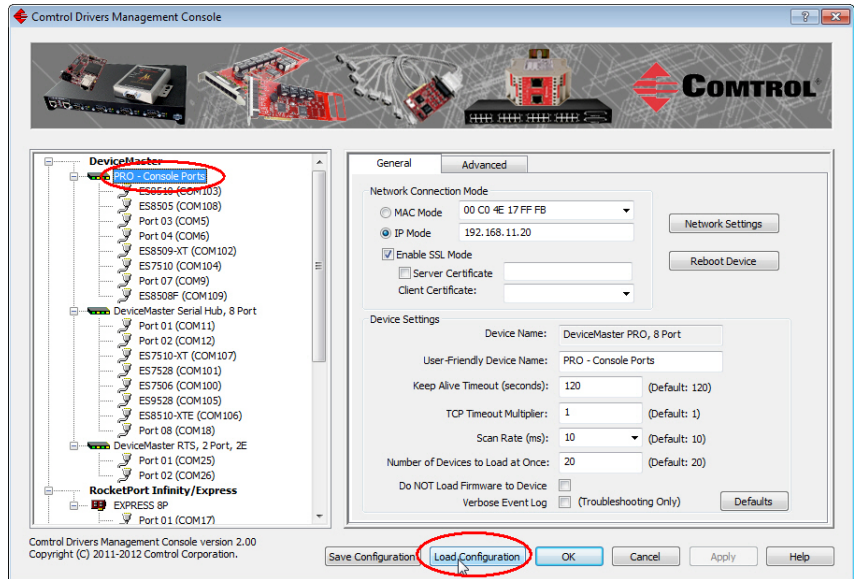 Comtrol Drivers Management Console
COMTROL
DeviceMaster
PRO - Console Ports
ES8510 (COM103)
ES8505 (COM108)
Port 03 (COM5)
Port 04 (COM6)
ES8509-XT (COM102)
ES7510 (COM104)
Port 07 (COM9)
ES8508F (COM109)
DeviceMaster Serial Hub, 8 Port
Port 01 (COM11)
Port 02 (COM12)
ES7510-XT (COM107)
ES7528 (COM101)
ES7506 (COM100)
ES9528 (COM105)
ES8510-XTE (COM106)
Port 08 (COM18)
DeviceMaster RTS, 2 Port, 2E
Port 01 (COM25)
Port 02 (COM26)
RocketPort Infinity/Express
EXPRESS 8P
Port 01 (COM17)
General
Advanced
Network Connection Mode
MAC Mode 00 C0 4E 17 FF FB
IP Mode 192.168.11.20
Enable SSL Mode
Server Certificate
Client Certificate:
Network Settings
Reboot Device
Device Settings
Device Name: DeviceMaster PRO, 8 Port
User-Friendly Device Name: PRO - Console Ports
Keep Alive Timeout (seconds): 120 (Default: 120)
TCP Timeout Multiplier: 1 (Default: 1)
Scan Rate (ms): 10 (Default: 10)
Number of Devices to Load at Once: 20 (Default: 20)
Do NOT Load Firmware to Device
Verbose Event Log (Troubleshooting Only) Defaults
Comtrol Drivers Management Console version 2.00
Copyright (C) 2011-2012 Comtrol Corporation.
Save Configuration Load Configuration OK Cancel Apply Help